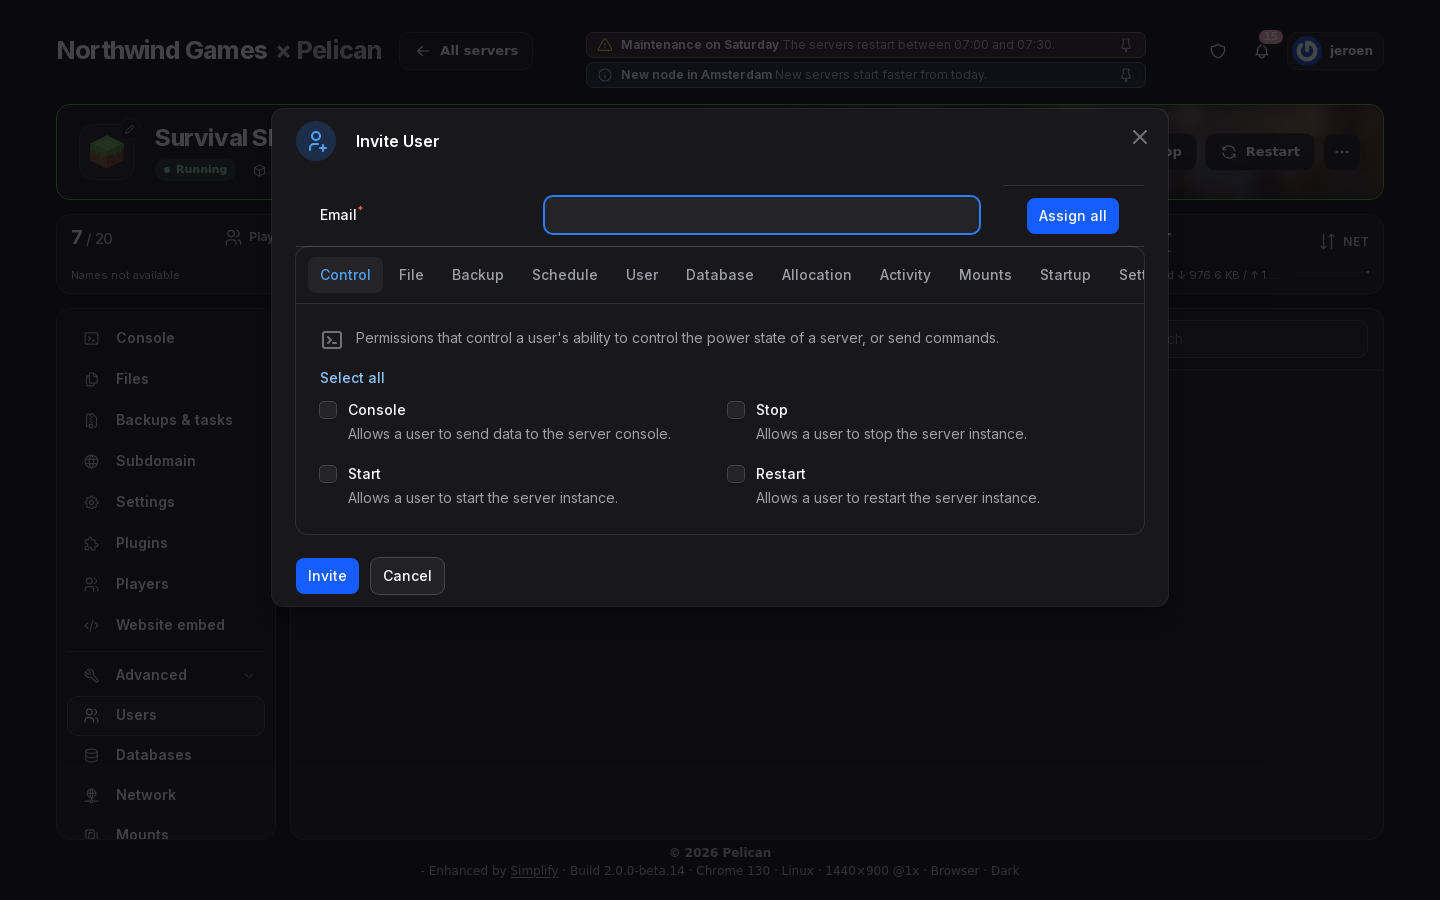 Northwind Games × Pelican
All servers
Maintenance on Saturday The servers restart between 07:00 and 07:30.
New node in Amsterdam New servers start faster from today.
15
jeroen
Survival
Running
Restart
7 / 20
Names not available
NET
↓ 976.6 KB / ↑ 1...
Invite User
Email*
Assign all
Control File Backup Schedule User Database Allocation Activity Mounts Startup
Permissions that control a user's ability to control the power state of a server, or send commands.
Select all
Console
Allows a user to send data to the server console.
Stop
Allows a user to stop the server instance.
Start
Allows a user to start the server instance.
Restart
Allows a user to restart the server instance.
Invite
Cancel
Console
Files
Backups & tasks
Subdomain
Settings
Plugins
Players
Website embed
Advanced
Users
Databases
Network
Mounts
© 2026 Pelican
- Enhanced by Simplify · Build 2.0.0-beta.14 · Chrome 130 · Linux · 1440×900 @1x · Browser · Dark